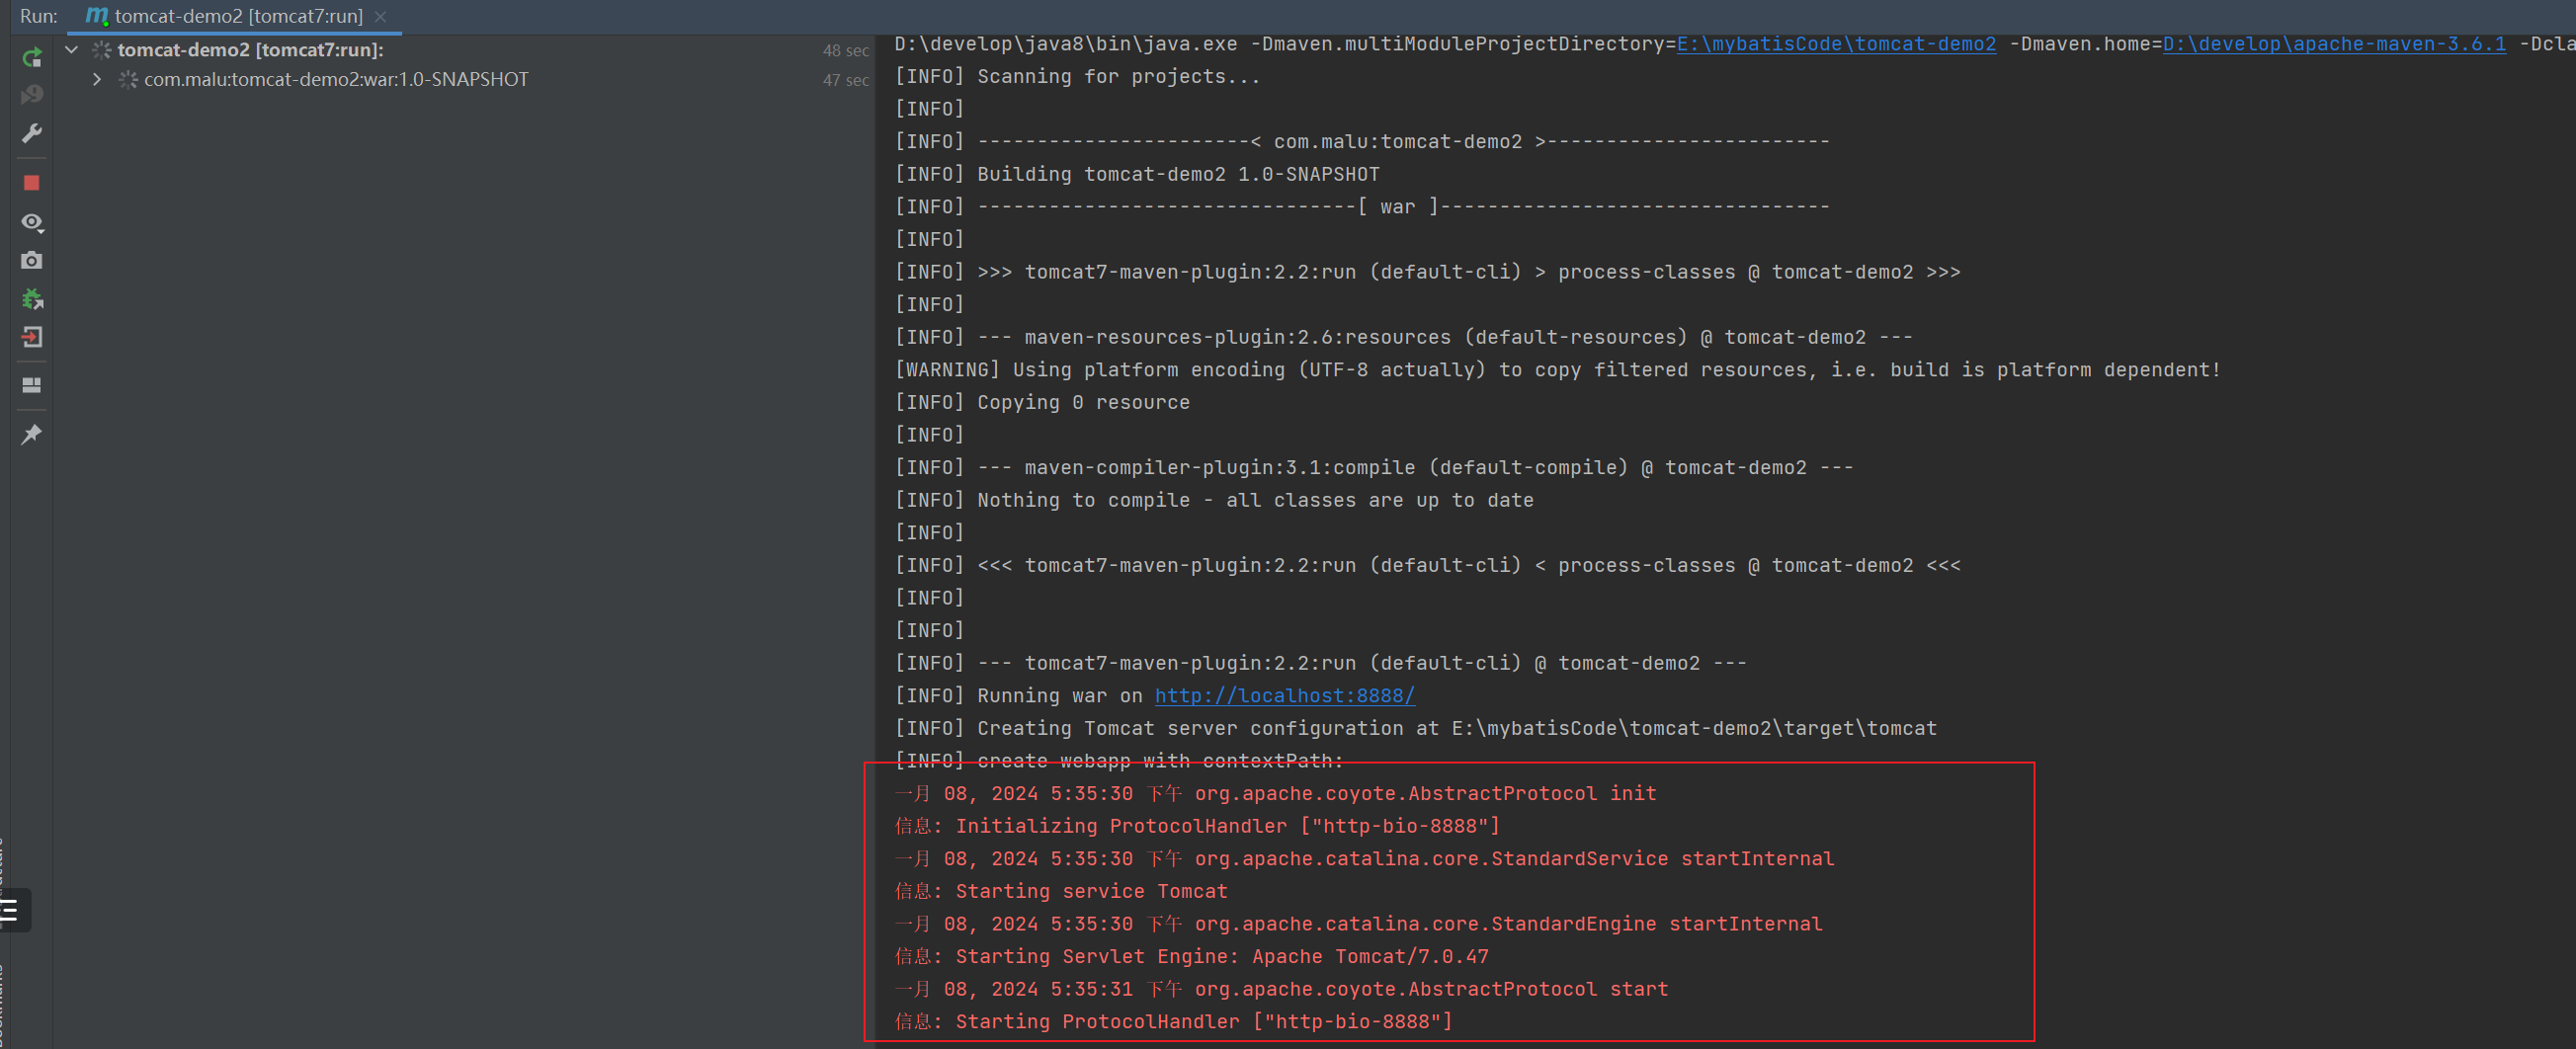 Run: tomcat-demo2 [tomcat7:run]
tomcat-demo2 [tomcat7:run]: 48 sec
com.malu:tomcat-demo2:war:1.0-SNAPSHOT 47 sec
D:\develop\java8\bin\java.exe -Dmaven.multiModuleProjectDirectory=E:\mybatisCode\tomcat-demo2 -Dmaven.home=D:\develop\apache-maven-3.6.1 -Dcla
[INFO] Scanning for projects...
[INFO]
[INFO] -----------------------< com.malu:tomcat-demo2 >------------------------
[INFO] Building tomcat-demo2 1.0-SNAPSHOT
[INFO] --------------------------------[ war ]---------------------------------
[INFO]
[INFO] >>> tomcat7-maven-plugin:2.2:run (default-cli) > process-classes @ tomcat-demo2 >>>
[INFO]
[INFO] --- maven-resources-plugin:2.6:resources (default-resources) @ tomcat-demo2 ---
[WARNING] Using platform encoding (UTF-8 actually) to copy filtered resources, i.e. build is platform dependent!
[INFO] Copying 0 resource
[INFO]
[INFO] --- maven-compiler-plugin:3.1:compile (default-compile) @ tomcat-demo2 ---
[INFO] Nothing to compile - all classes are up to date
[INFO]
[INFO] <<< tomcat7-maven-plugin:2.2:run (default-cli) < process-classes @ tomcat-demo2 <<<
[INFO]
[INFO]
[INFO] --- tomcat7-maven-plugin:2.2:run (default-cli) @ tomcat-demo2 ---
[INFO] Running war on http://localhost:8888/
[INFO] Creating Tomcat server configuration at E:\mybatisCode\tomcat-demo2\target\tomcat
[INFO] create webapp with contextPath:
一月 08, 2024 5:35:30 下午 org.apache.coyote.AbstractProtocol init
信息: Initializing ProtocolHandler ["http-bio-8888"]
一月 08, 2024 5:35:30 下午 org.apache.catalina.core.StandardService startInternal
信息: Starting service Tomcat
一月 08, 2024 5:35:30 下午 org.apache.catalina.core.StandardEngine startInternal
信息: Starting Servlet Engine: Apache Tomcat/7.0.47
一月 08, 2024 5:35:31 下午 org.apache.coyote.AbstractProtocol start
信息: Starting ProtocolHandler ["http-bio-8888"]